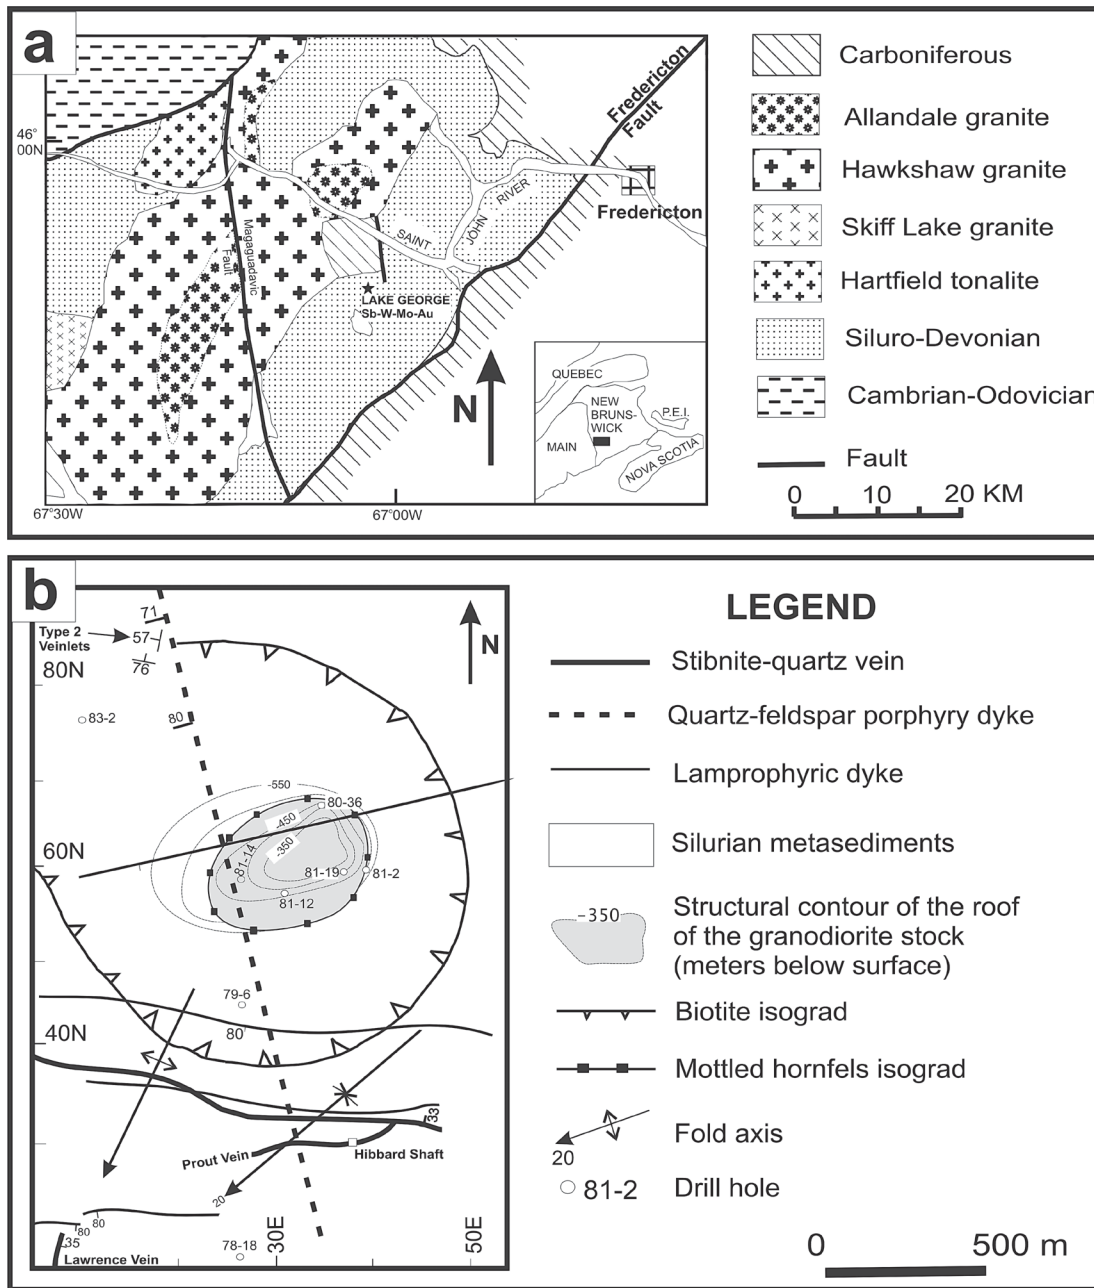 a
46°
00N
67°30W
67°00W
Fredericton
Fault
Fredericton
SAINT
JOHN
RIVER
Magaguadavic
Fault
LAKE GEORGE
Sb-W-Mo-Au
N
QUEBEC
NEW
BRUNS-
WICK
P.E.I.
MAIN
NOVA SCOTIA
Carboniferous
Allandale granite
Hawkshaw granite
Skiff Lake granite
Hartfield tonalite
Siluro-Devonian
Cambrian-Odovician
Fault
0 10 20 KM
b
N
71
Type 2
Veinlets
57
76
80N
83-2
80
-550
80-36
-450
-350
60N
81-14
81-19
81-2
81-12
79-6
80
40N
33
Prout Vein
Hibbard Shaft
20
80
80
35
Lawrence Vein
78-18
30E
50E
LEGEND
Stibnite-quartz vein
Quartz-feldspar porphyry dyke
Lamprophyric dyke
Silurian metasediments
-350
Structural contour of the roof
of the granodiorite stock
(meters below surface)
Biotite isograd
Mottled hornfels isograd
20
Fold axis
81-2
Drill hole
0 500 m